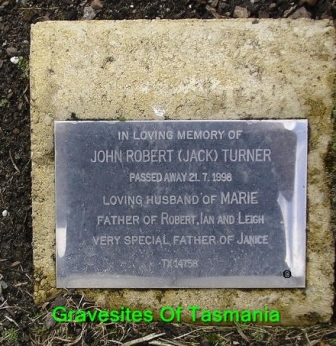 IN LOVING MEMORY OF
JOHN ROBERT (JACK) TURNER
PASSED AWAY 21. 7. 1998
LOVING HUSBAND OF MARIE
FATHER OF ROBERT, IAN AND LEIGH
VERY SPECIAL FATHER OF JANICE
TX14758
Gravesites Of Tasmania